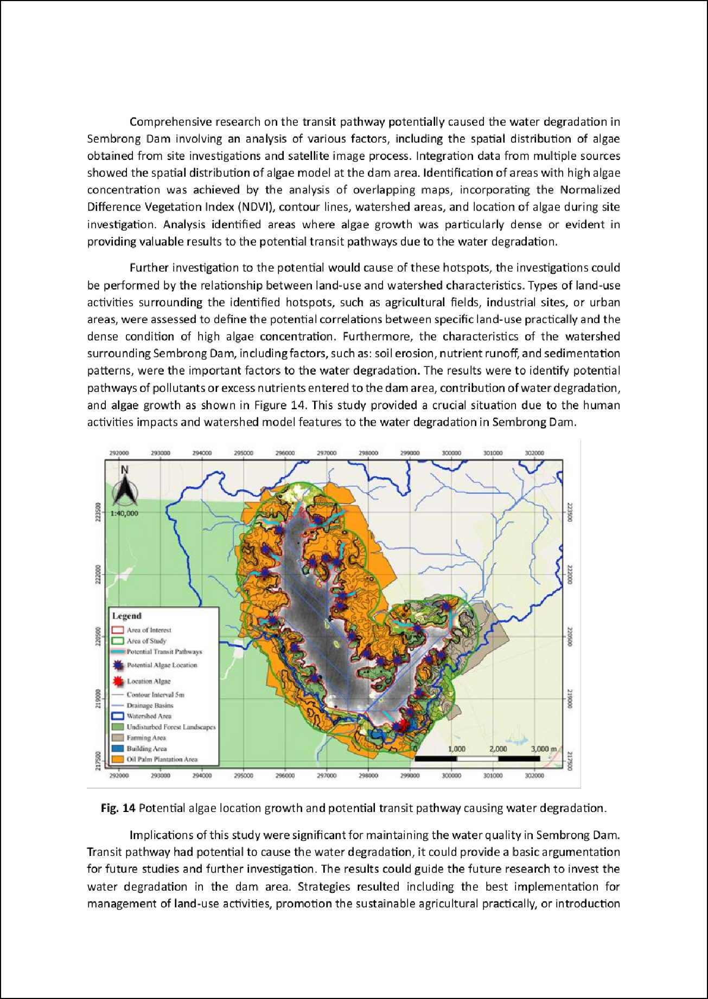 Comprehensive research on the transit pathway potentially caused the water degradation in
Sembrong Dam involving an analysis of various factors, including the spatial distribution of algae
obtained from site investigations and satellite image process. Integration data from multiple sources
showed the spatial distribution of algae model at the dam area. Identification of areas with high algae
concentration was achieved by the analysis of overlapping maps, incorporating the Normalized
Difference Vegetation Index (NDVI), contour lines, watershed areas, and location of algae during site
investigation. Analysis identified areas where algae growth was particularly dense or evident in
providing valuable results to the potential transit pathways due to the water degradation.
Further investigation to the potential would cause of these hotspots, the investigations could
be performed by the relationship between land-use and watershed characteristics. Types of land-use
activities surrounding the identified hotspots, such as agricultural fields, industrial sites, or urban
areas, were assessed to define the potential correlations between specific land-use practically and the
dense condition of high algae concentration. Furthermore, the characteristics of the watershed
surrounding Sembrong Dam, including factors, such as: soil erosion, nutrient runoff, and sedimentation
patterns, were the important factors to the water degradation. The results were to identify potential
pathways of pollutants or excess nutrients entered to the dam area, contribution of water degradation,
and algae growth as shown in Figure 14. This study provided a crucial situation due to the human
activities impacts and watershed model features to the water degradation in Sembrong Dam.
292000 293000 294000 295000 296000 297000 298000 299000 300000 301000 302000
N
1:40,000
223500 223500
222000 222000
220500 220500
219000 219000
217500 217500
Legend
Area of Interest
Area of Study
Potential Transit Pathways
Potential Algae Location
Location Algae
Contour Interval 5m
Drainage Basins
Watershed Area
Undisturbed Forest Landscapes
Farming Area
Building Area
Oil Palm Plantation Area
0 1,000 2,000 3,000 m
292000 293000 294000 295000 296000 297000 298000 299000 300000 301000 302000
Fig. 14 Potential algae location growth and potential transit pathway causing water degradation.
Implications of this study were significant for maintaining the water quality in Sembrong Dam.
Transit pathway had potential to cause the water degradation, it could provide a basic argumentation
for future studies and further investigation. The results could guide the future research to invest the
water degradation in the dam area. Strategies resulted including the best implementation for
management of land-use activities, promotion the sustainable agricultural practically, or introduction